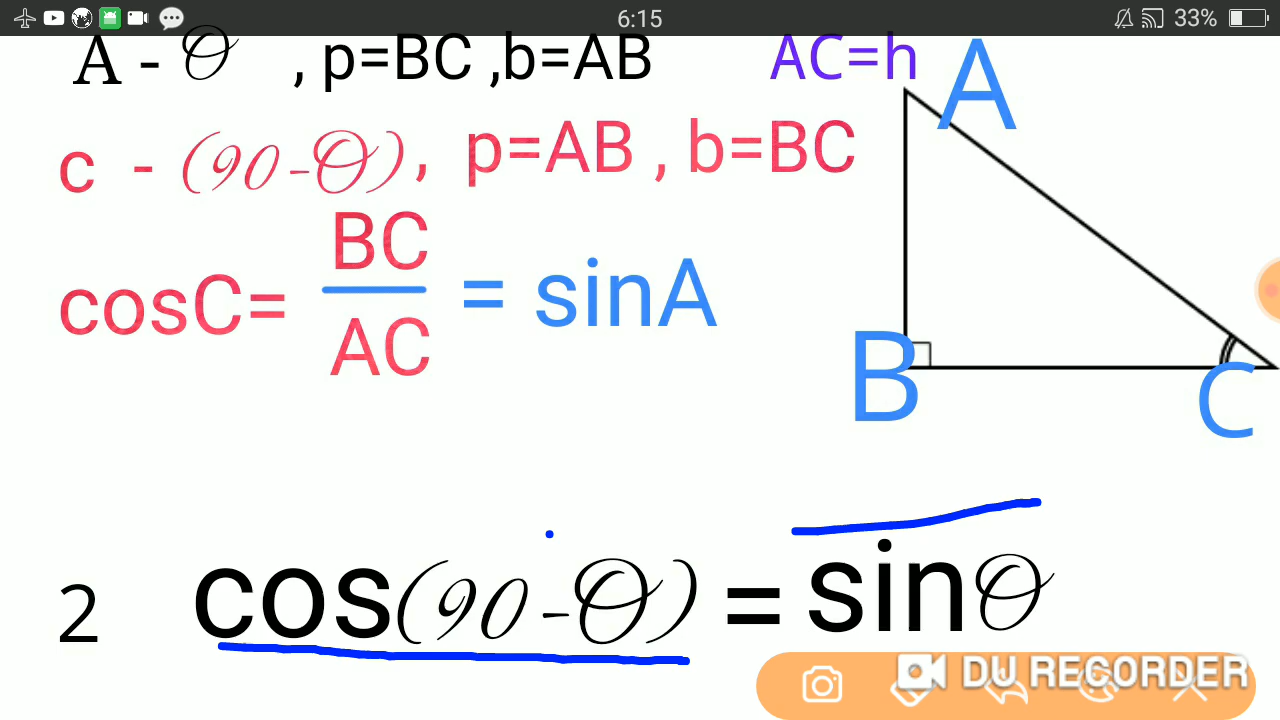 6:15 33%
A - θ , p=BC ,b=AB AC=h
A
c - (90-θ), p=AB , b=BC
cosC= BC/AC = sinA
B
C
2 cos(90-θ) = sinθ
DU RECORDER